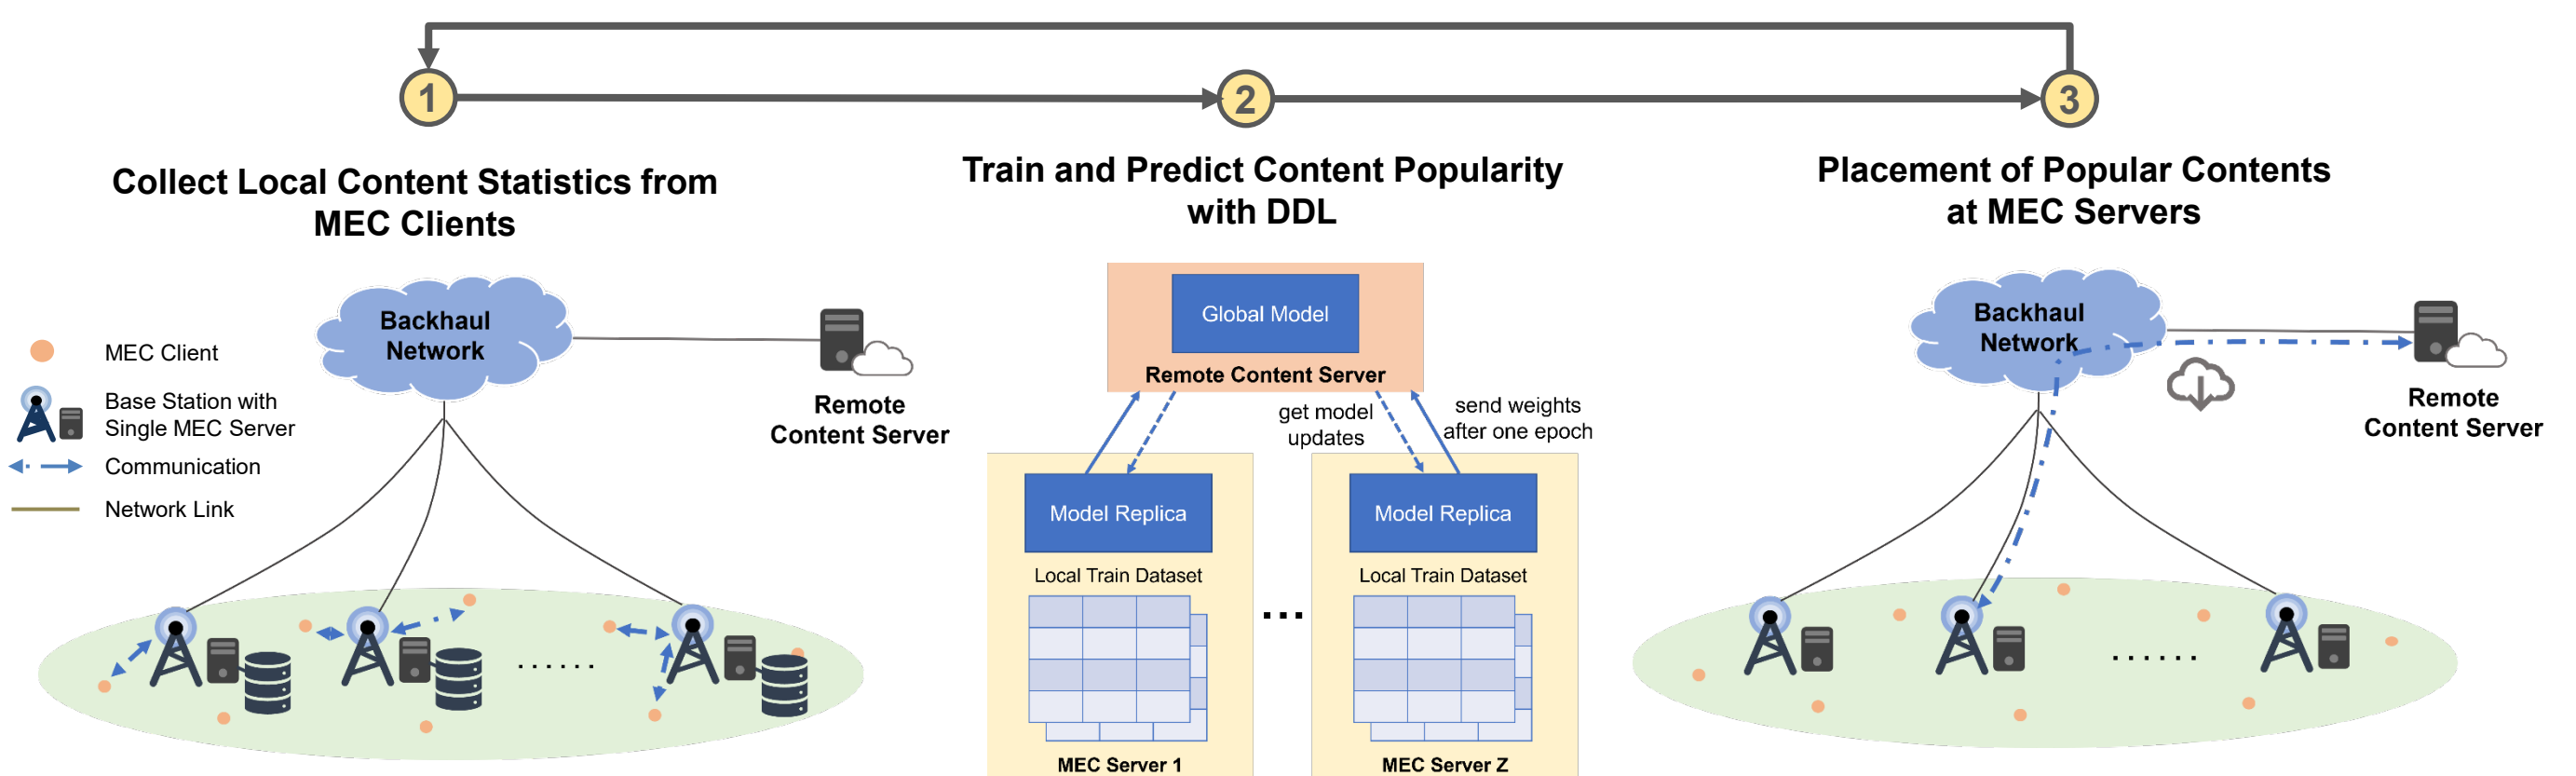 1
2
3
Collect Local Content Statistics from
MEC Clients
Train and Predict Content Popularity
with DDL
Placement of Popular Contents
at MEC Servers
MEC Client
Base Station with
Single MEC Server
Communication
Network Link
Backhaul
Network
Remote
Content Server
......
Global Model
Remote Content Server
get model
updates
send weights
after one epoch
Model Replica
Local Train Dataset
MEC Server 1
...
Model Replica
Local Train Dataset
MEC Server Z
Backhaul
Network
Remote
Content Server
......